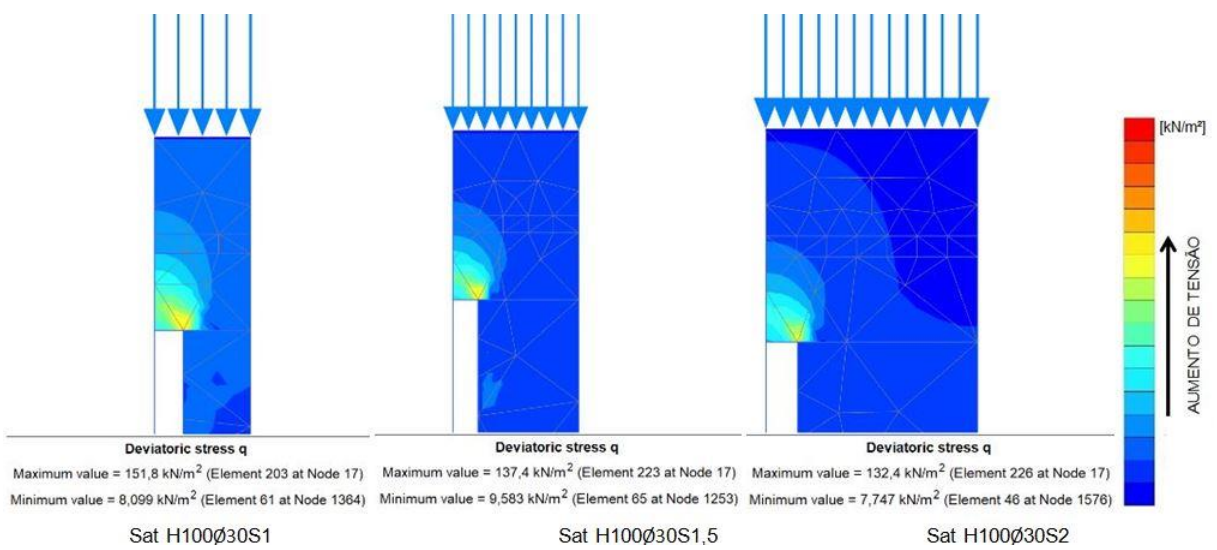 [kN/m²]
AUMENTO DE TENSÃO
Deviatoric stress q
Maximum value = 151,8 kN/m² (Element 203 at Node 17)
Minimum value = 8,099 kN/m² (Element 61 at Node 1364)
Sat H100Ø30S1
Deviatoric stress q
Maximum value = 137,4 kN/m² (Element 223 at Node 17)
Minimum value = 9,583 kN/m² (Element 65 at Node 1253)
Sat H100Ø30S1,5
Deviatoric stress q
Maximum value = 132,4 kN/m² (Element 226 at Node 17)
Minimum value = 7,747 kN/m² (Element 46 at Node 1576)
Sat H100Ø30S2